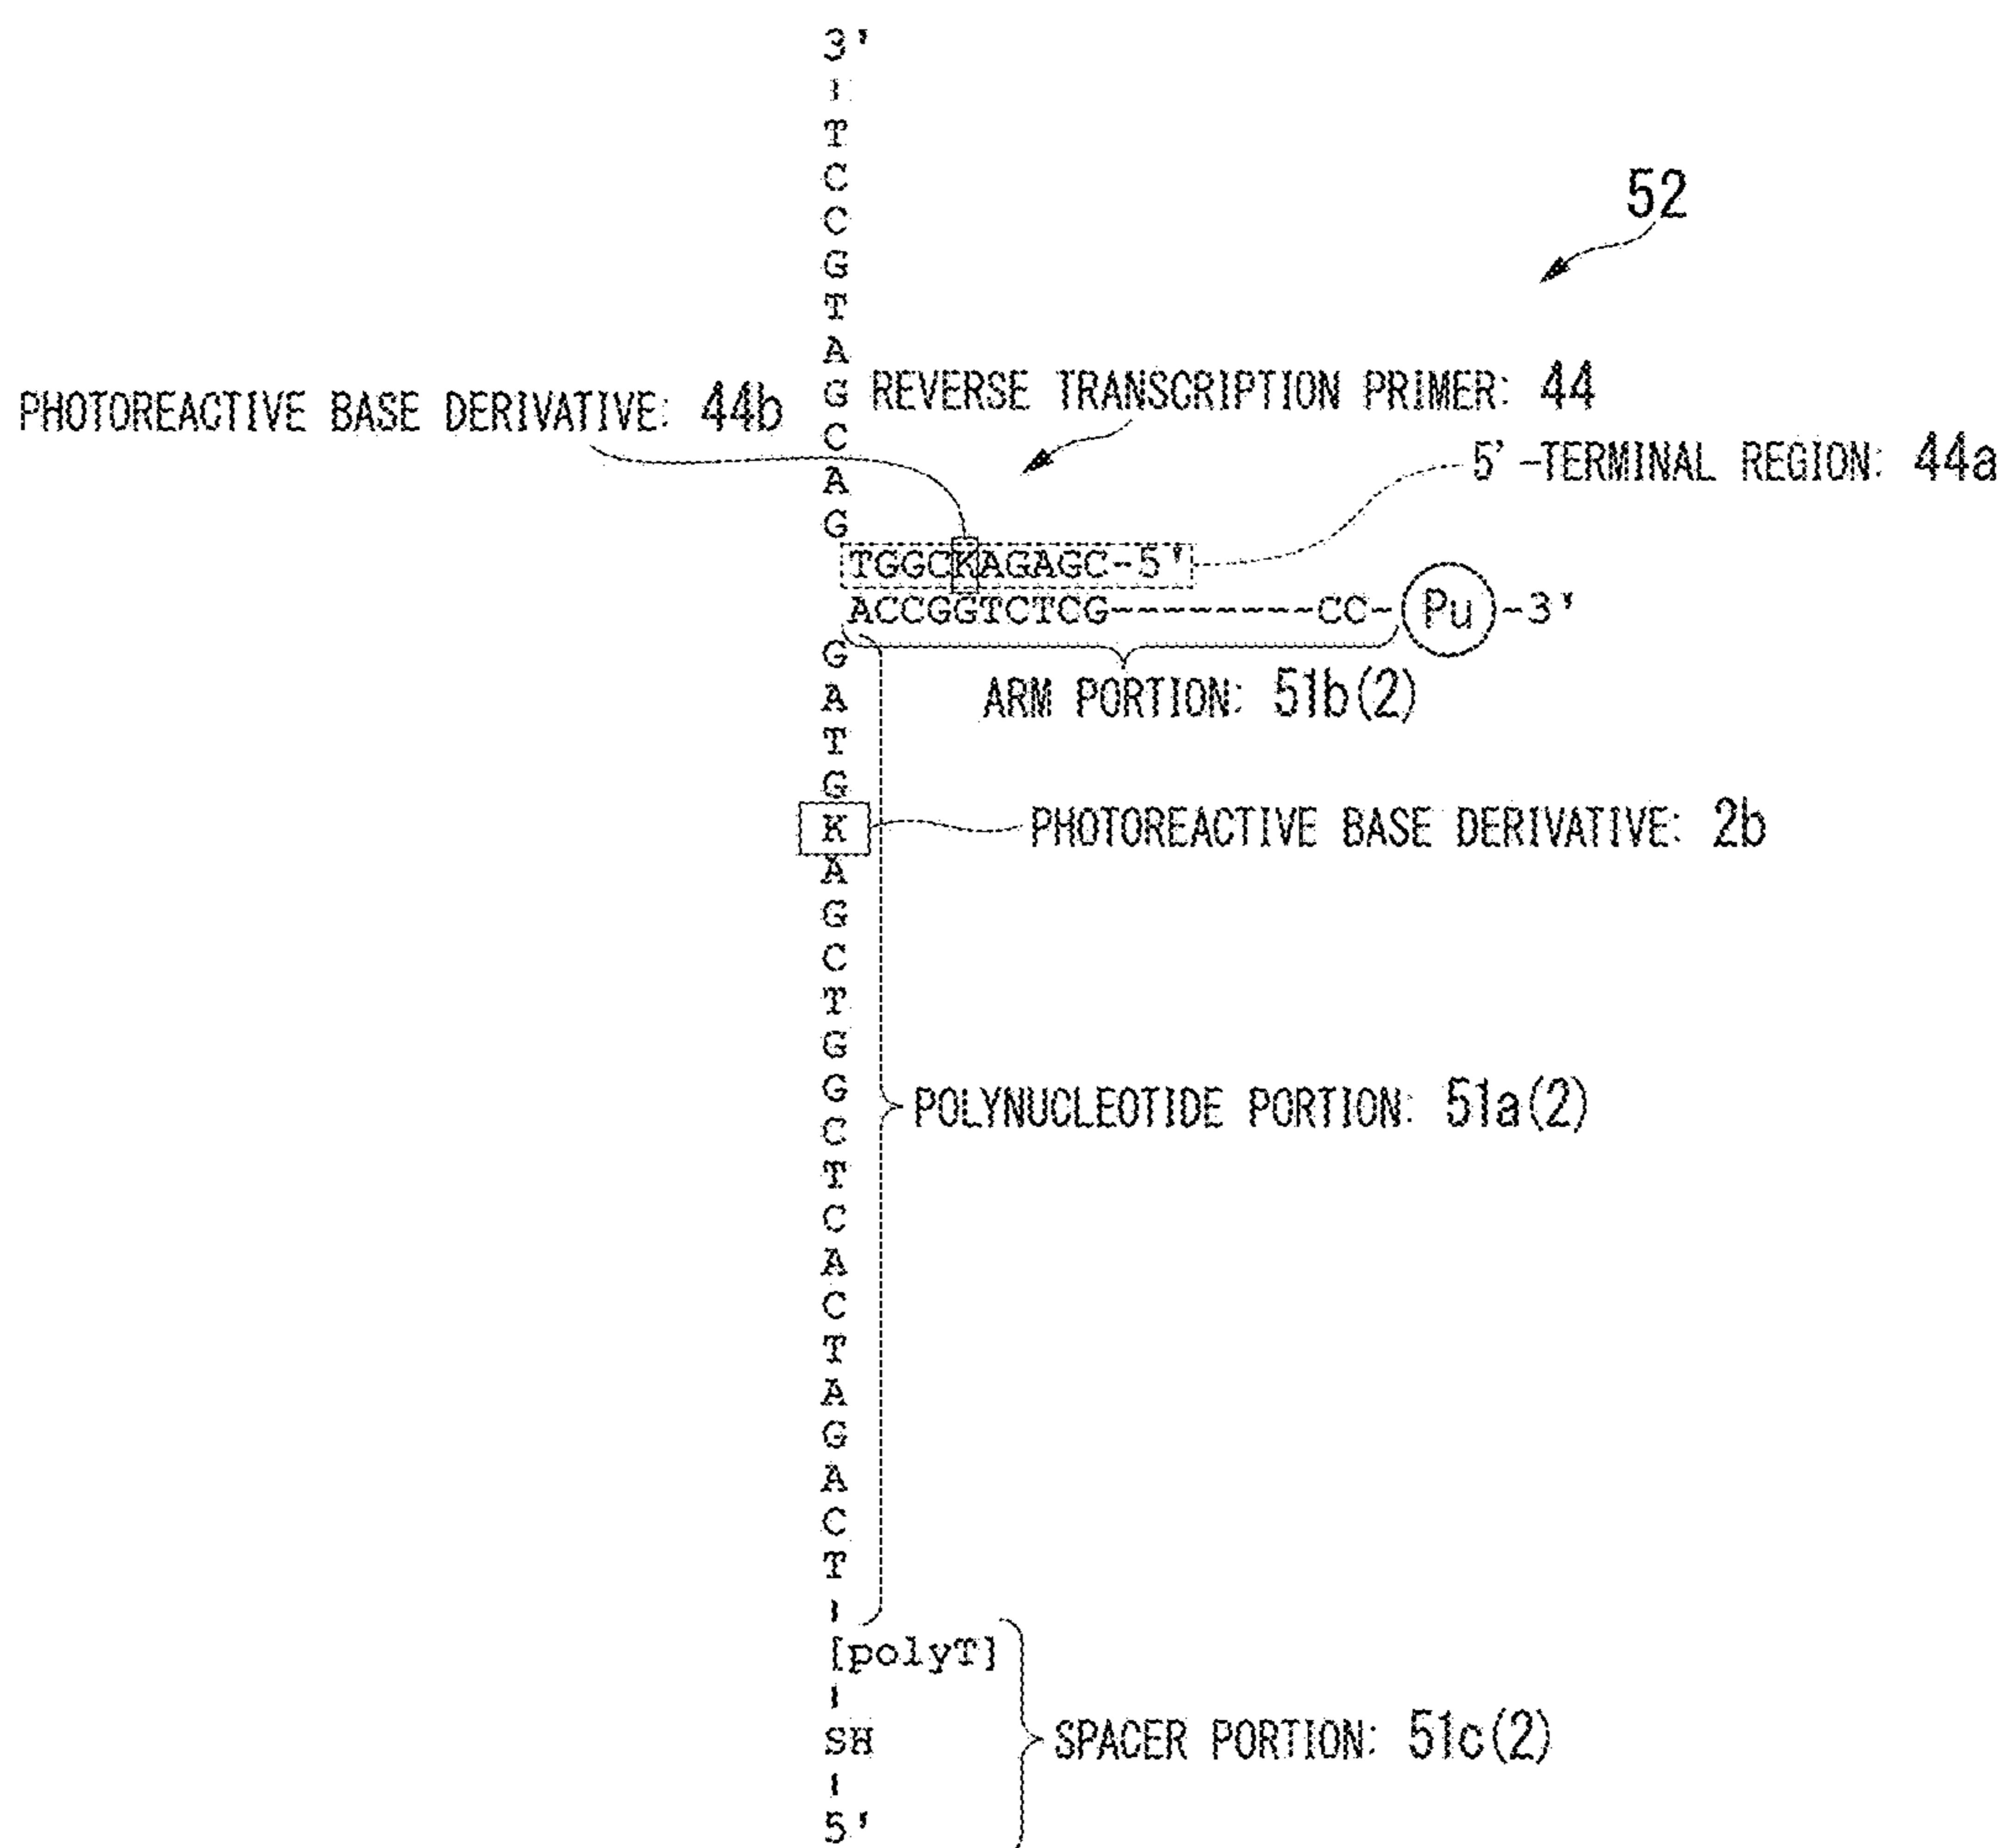 3'
T
C
C
G
T
A
G
C
A
G
52
PHOTOREACTIVE BASE DERIVATIVE: 44b
REVERSE TRANSCRIPTION PRIMER: 44
5'-TERMINAL REGION: 44a
TGGCKAGAGC-5'
ACCGGTCTCG--------CC-Pu-3'
ARM PORTION: 51b(2)
G
A
T
G
K
PHOTOREACTIVE BASE DERIVATIVE: 2b
A
G
C
T
G
G
C
T
C
A
C
T
A
G
A
C
T
POLYNUCLEOTIDE PORTION: 51a(2)
[polyT]
SH
5'
SPACER PORTION: 51c(2)